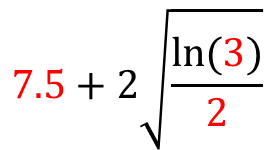 7.5 + 2√(ln(3)/2)